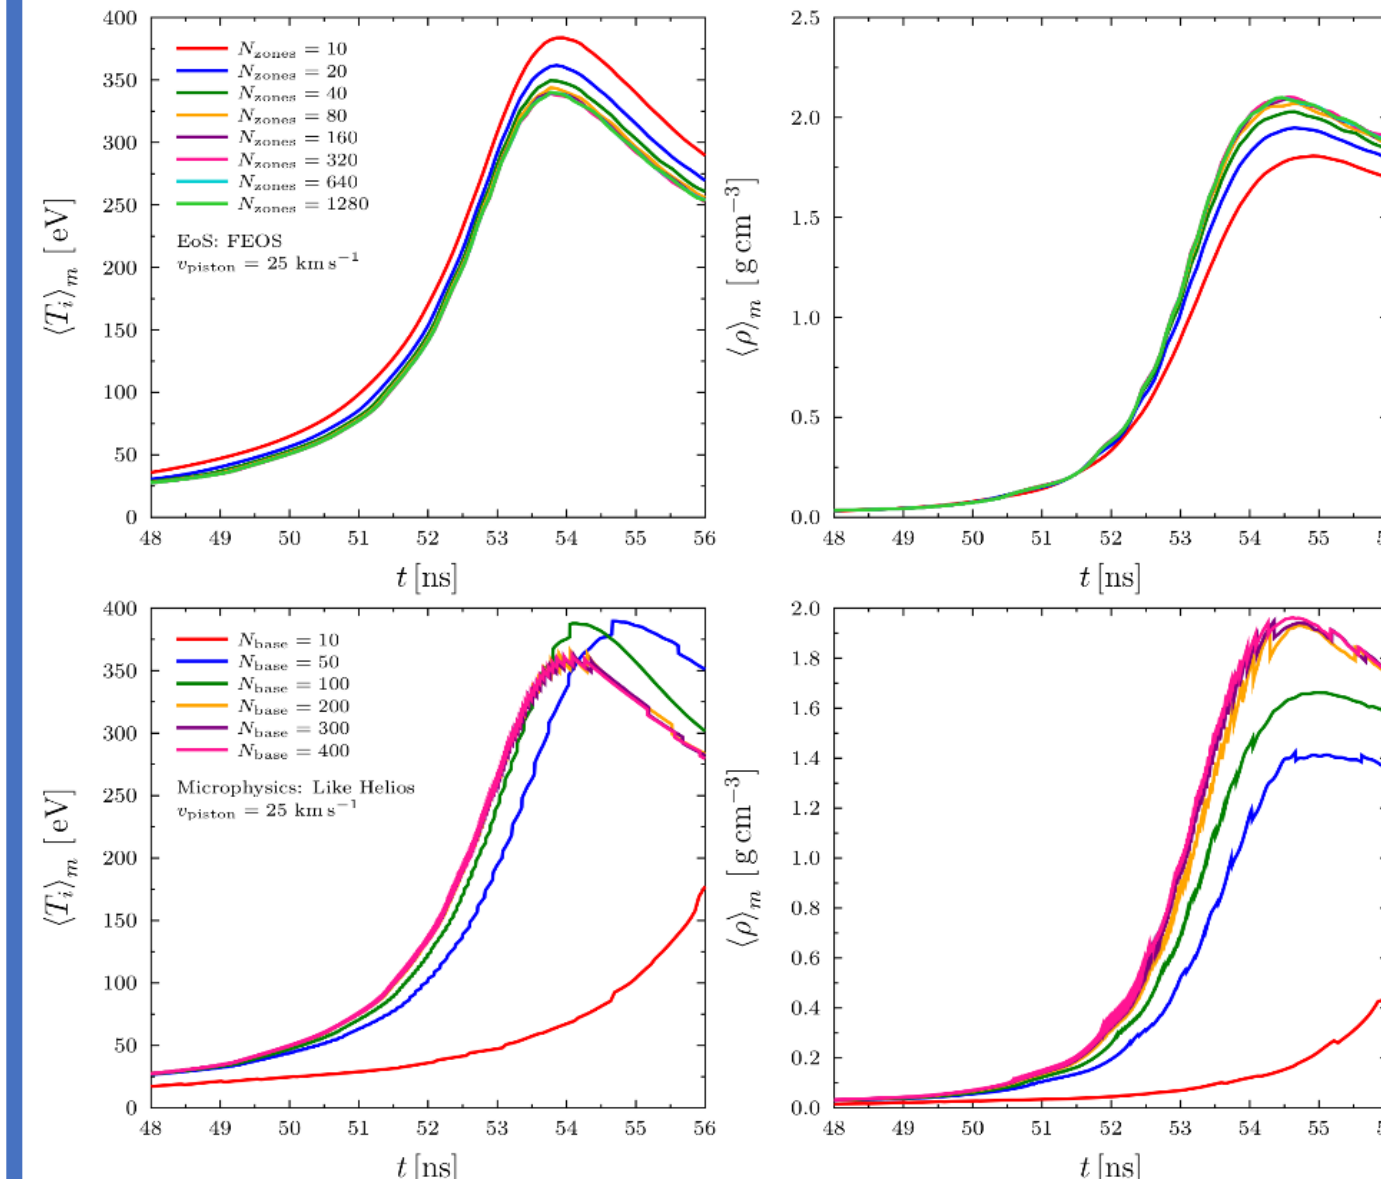 400
350
300
250
200
150
100
50
0
⟨T_i⟩_m [eV]
N_zones = 10
N_zones = 20
N_zones = 40
N_zones = 80
N_zones = 160
N_zones = 320
N_zones = 640
N_zones = 1280
EoS: FEOS
v_piston = 25 km s⁻¹
48 49 50 51 52 53 54 55 56
t [ns]
2.5
2.0
1.5
1.0
0.5
0.0
⟨ρ⟩_m [g cm⁻³]
48 49 50 51 52 53 54 55
t [ns]
400
350
300
250
200
150
100
50
0
⟨T_i⟩_m [eV]
N_base = 10
N_base = 50
N_base = 100
N_base = 200
N_base = 300
N_base = 400
Microphysics: Like Helios
v_piston = 25 km s⁻¹
48 49 50 51 52 53 54 55 56
t [ns]
2.0
1.8
1.6
1.4
1.2
1.0
0.8
0.6
0.4
0.2
0.0
⟨ρ⟩_m [g cm⁻³]
48 49 50 51 52 53 54 55
t [ns]